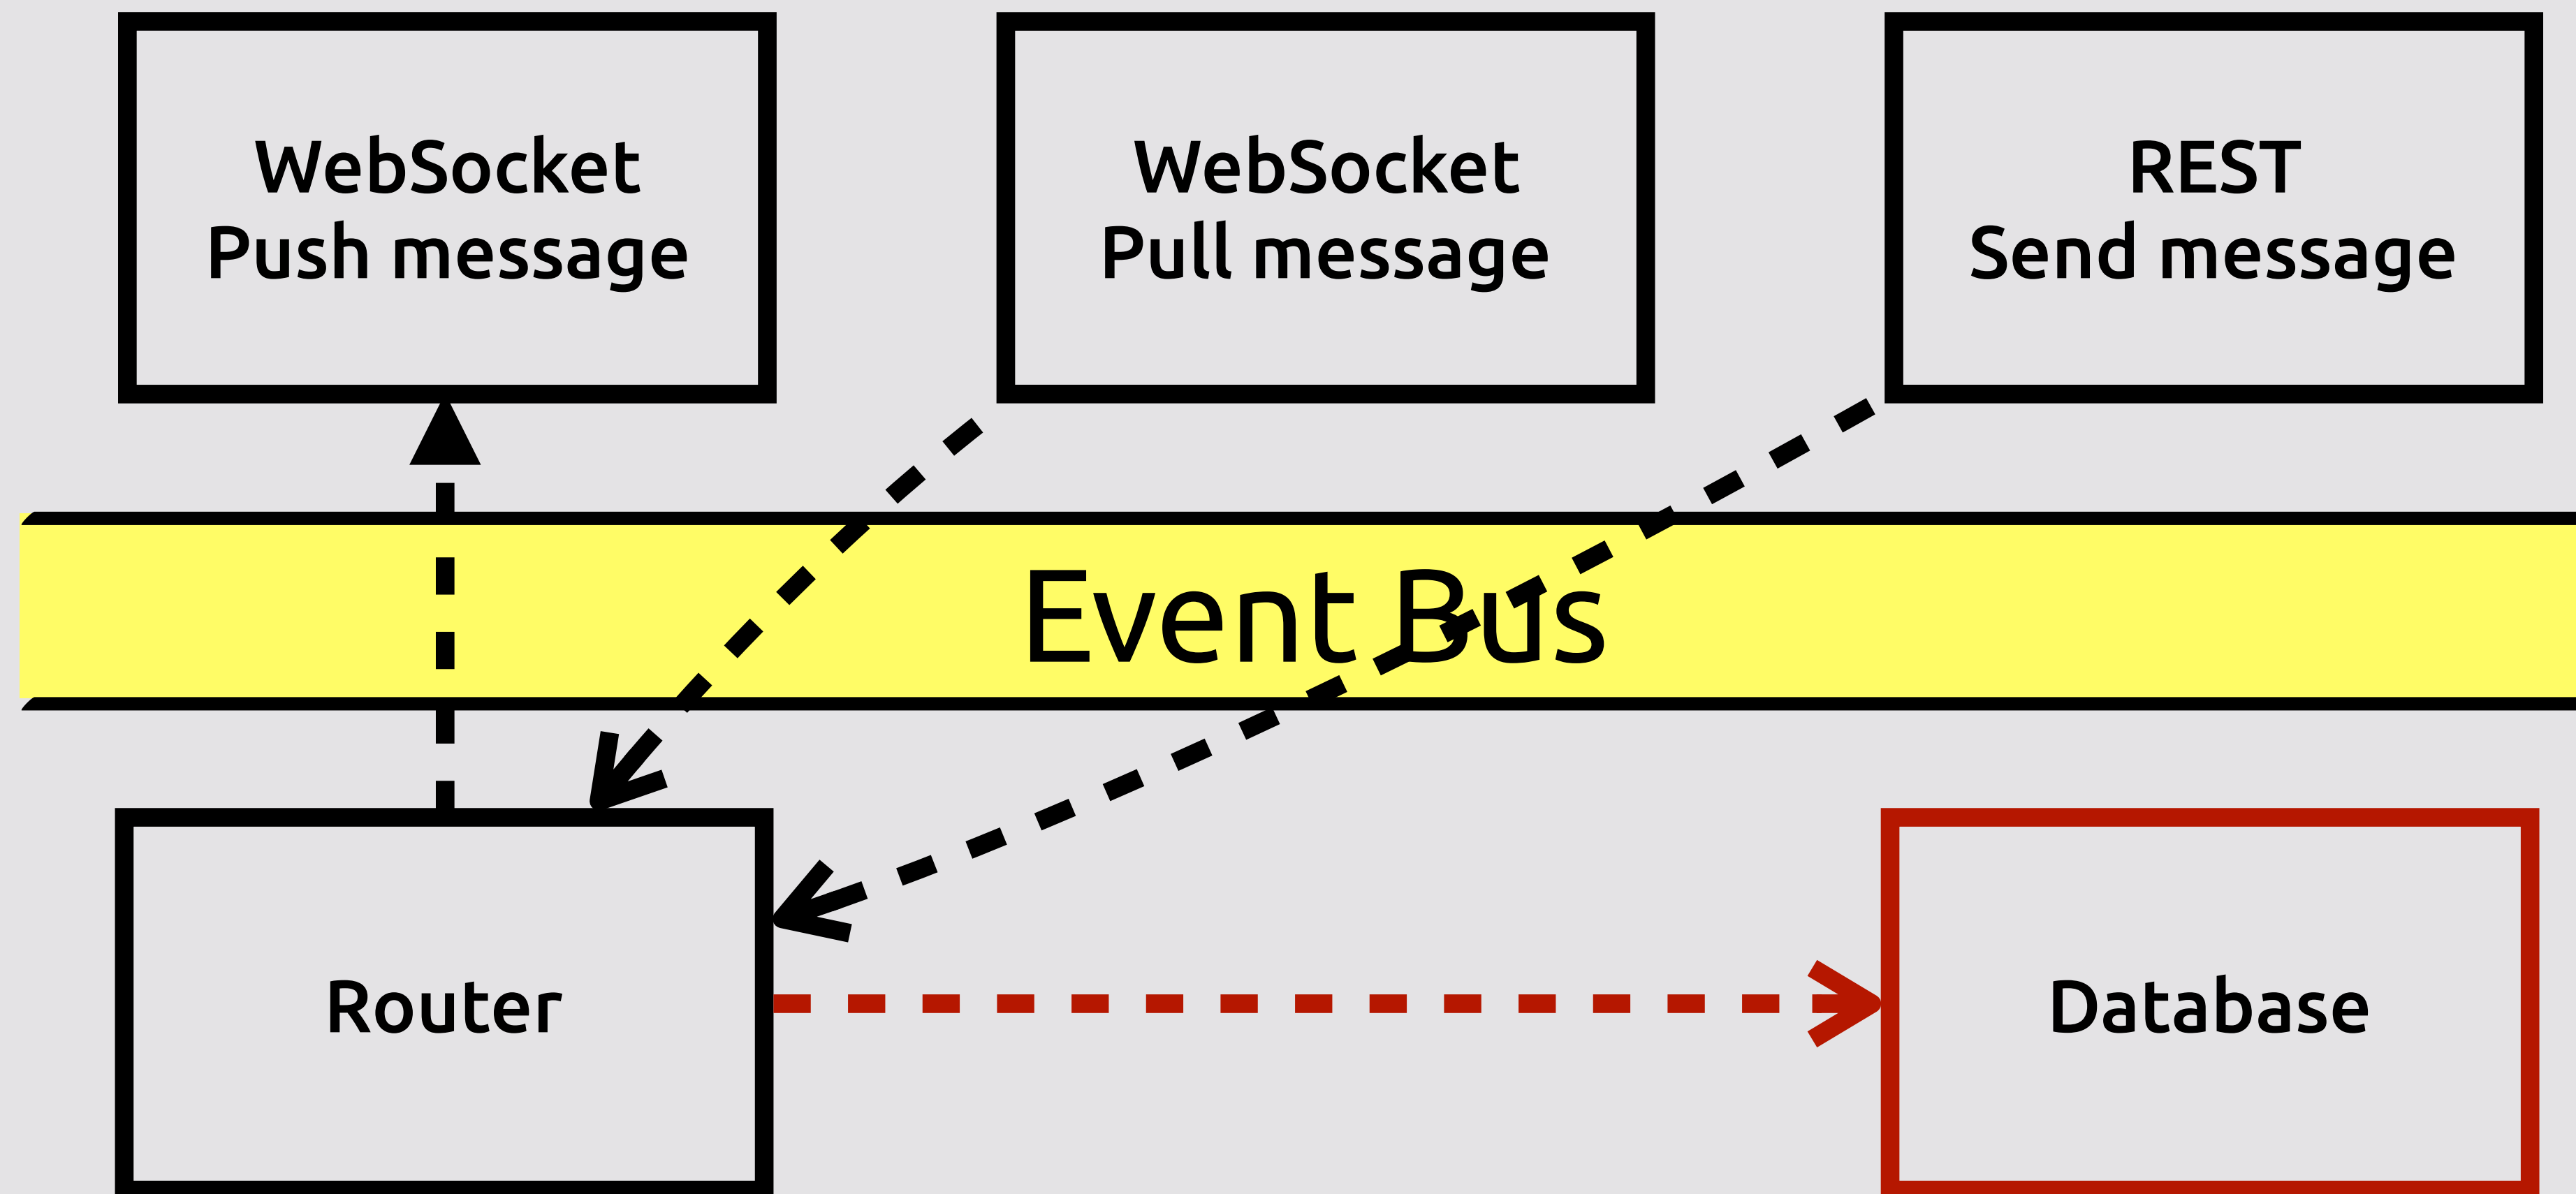 WebSocket
Push message
WebSocket
Pull message
REST
Send message
Event Bus
Router
Database